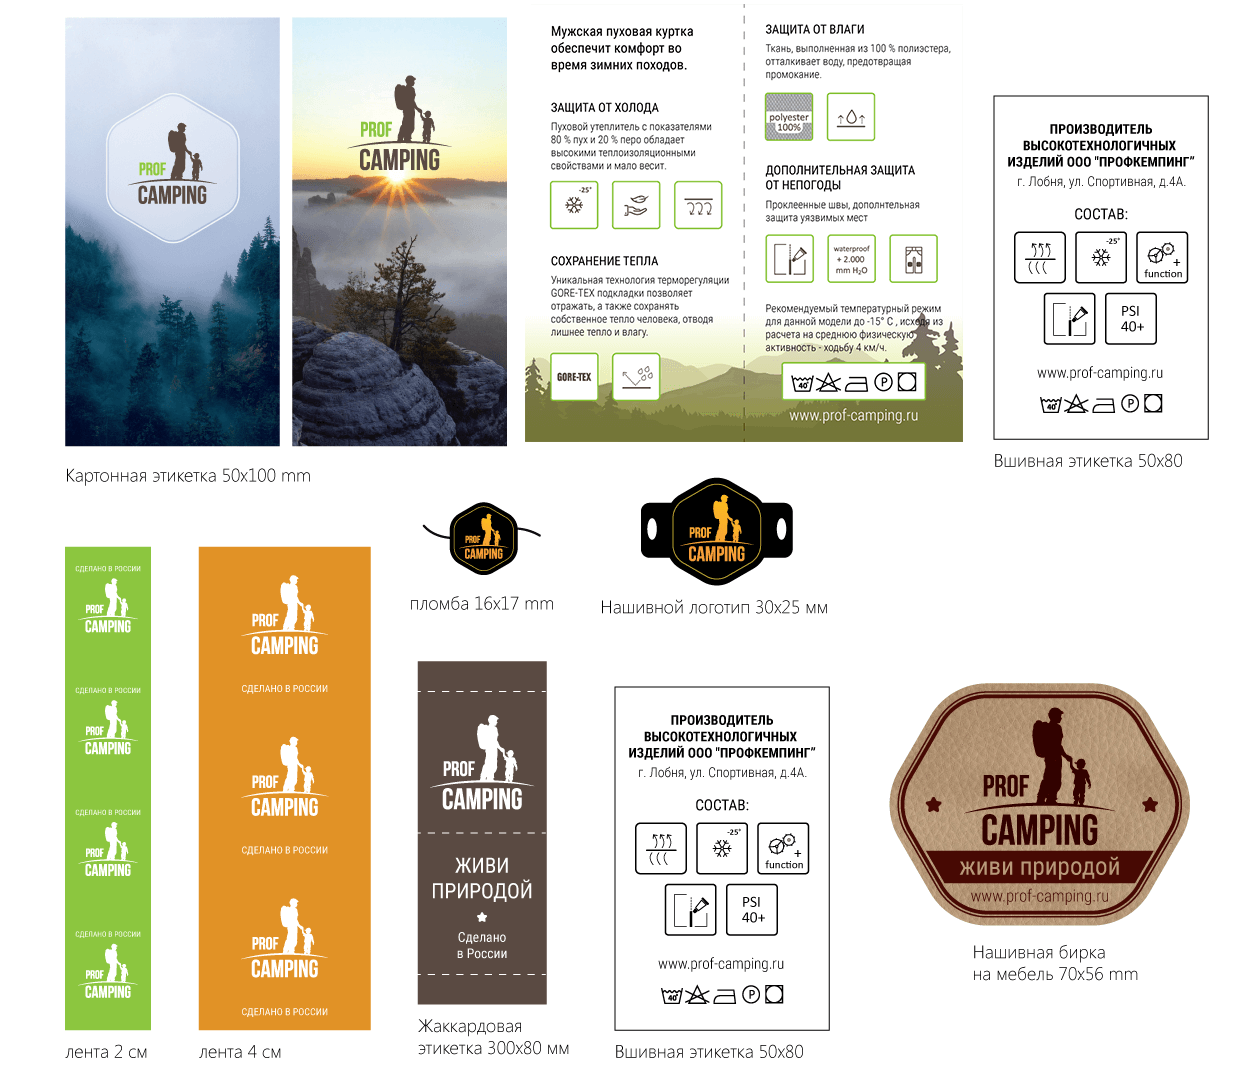 PROF
CAMPING
PROF
CAMPING
Картонная этикетка 50x100 mm
Мужская пуховая куртка
обеспечит комфорт во
время зимних походов.
ЗАЩИТА ОТ ХОЛОДА
Пуховой утеплитель с показателями
80 % пух и 20 % перо обладает
высокими теплоизоляционными
свойствами и мало весит.
-25°
СОХРАНЕНИЕ ТЕПЛА
Уникальная технология терморегуляции
GORE-TEX подкладки позволяет
отражать, а также сохранять
собственное тепло человека, отводя
лишнее тепло и влагу.
GORE-TEX
ЗАЩИТА ОТ ВЛАГИ
Ткань, выполненная из 100 % полиэстера,
отталкивает воду, предотвращая
промокание.
polyester
100%
ДОПОЛНИТЕЛЬНАЯ ЗАЩИТА
ОТ НЕПОГОДЫ
Проклеенные швы, дополнтельная
защита уязвимых мест
waterproof
+ 2.000
mm H₂O
Рекомендуемый температурный режим
для данной модели до -15° С , исходя из
расчета на среднюю физическую
активность - ходьбу 4 км/ч.
40°
P
www.prof-camping.ru
ПРОИЗВОДИТЕЛЬ
ВЫСОКОТЕХНОЛОГИЧНЫХ
ИЗДЕЛИЙ ООО "ПРОФКЕМПИНГ"
г. Лобня, ул. Спортивная, д.4А.
СОСТАВ:
-25°
+
function
PSI
40+
www.prof-camping.ru
40°
P
Вшивная этикетка 50x80
PROF
CAMPING
пломба 16x17 mm
PROF
CAMPING
Нашивной логотип 30x25 мм
СДЕЛАНО В РОССИИ
PROF
CAMPING
СДЕЛАНО В РОССИИ
PROF
CAMPING
СДЕЛАНО В РОССИИ
PROF
CAMPING
СДЕЛАНО В РОССИИ
PROF
CAMPING
лента 2 см
PROF
CAMPING
СДЕЛАНО В РОССИИ
PROF
CAMPING
СДЕЛАНО В РОССИИ
PROF
CAMPING
СДЕЛАНО В РОССИИ
лента 4 см
PROF
CAMPING
ЖИВИ
ПРИРОДОЙ
Сделано
в России
Жаккардовая
этикетка 300x80 мм
ПРОИЗВОДИТЕЛЬ
ВЫСОКОТЕХНОЛОГИЧНЫХ
ИЗДЕЛИЙ ООО "ПРОФКЕМПИНГ"
г. Лобня, ул. Спортивная, д.4А.
СОСТАВ:
-25°
+
function
PSI
40+
www.prof-camping.ru
40°
P
Вшивная этикетка 50x80
PROF
CAMPING
живи природой
www.prof-camping.ru
Нашивная бирка
на мебель 70x56 mm